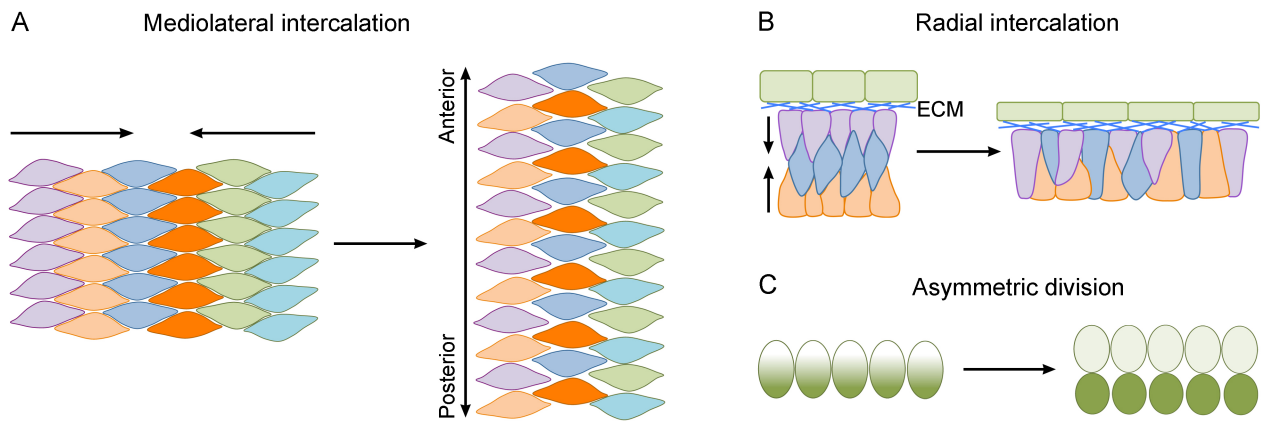 A
Mediolateral intercalation
Anterior
Posterior
B
Radial intercalation
ECM
C
Asymmetric division